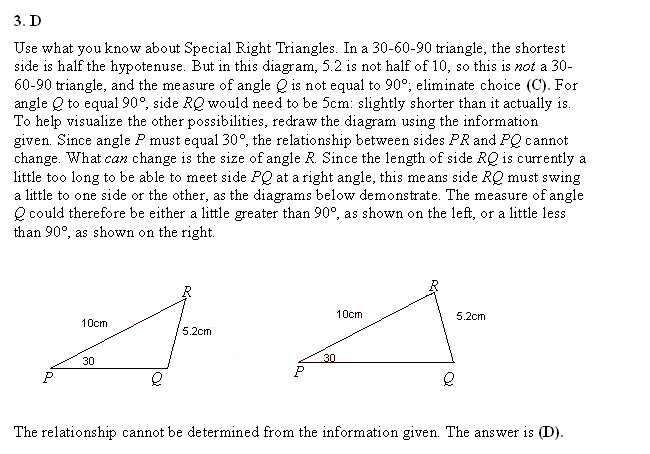 3. D
Use what you know about Special Right Triangles. In a 30-60-90 triangle, the shortest
side is half the hypotenuse. But in this diagram, 5.2 is not half of 10, so this is not a 30-
60-90 triangle, and the measure of angle Q is not equal to 90°; eliminate choice (C). For
angle Q to equal 90°, side RQ would need to be 5cm: slightly shorter than it actually is.
To help visualize the other possibilities, redraw the diagram using the information
given. Since angle P must equal 30°, the relationship between sides PR and PQ cannot
change. What can change is the size of angle R. Since the length of side RQ is currently a
little too long to be able to meet side PQ at a right angle, this means side RQ must swing
a little to one side or the other, as the diagrams below demonstrate. The measure of angle
Q could therefore be either a little greater than 90°, as shown on the left, or a little less
than 90°, as shown on the right.
R
10cm
5.2cm
30
P
Q
R
10cm
5.2cm
30
P
Q
The relationship cannot be determined from the information given. The answer is (D).